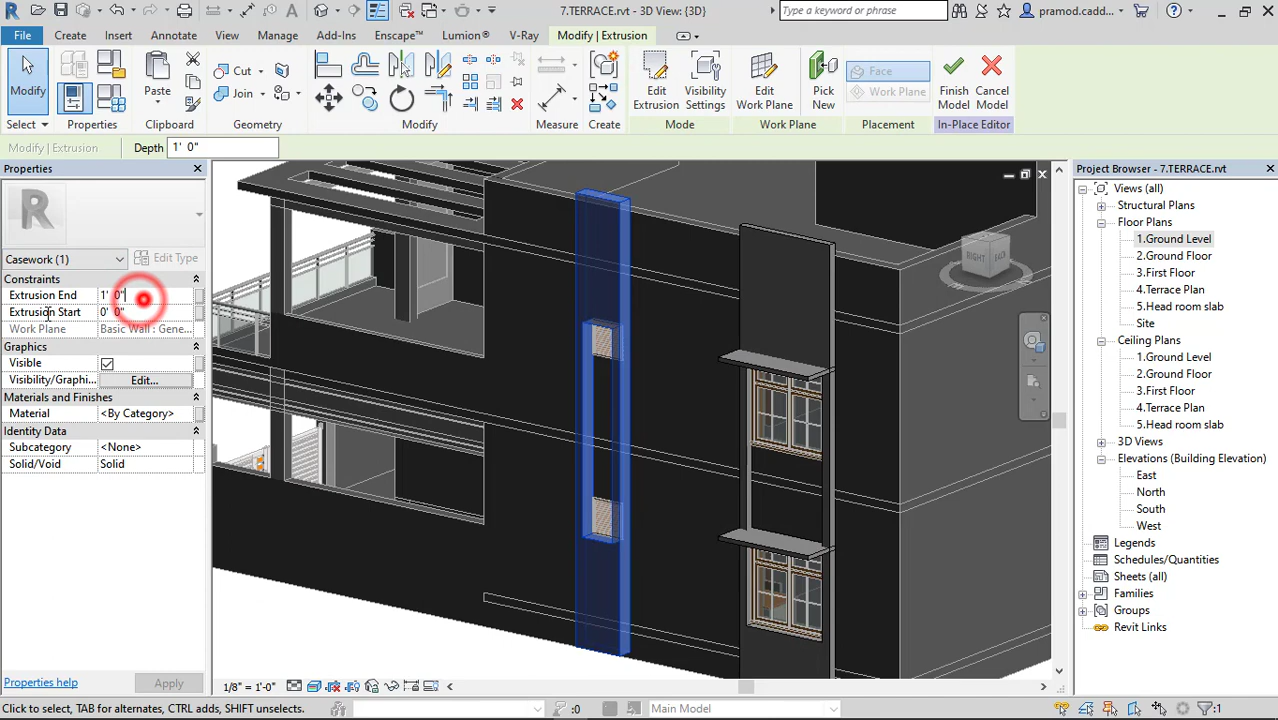 7.TERRACE.rvt - 3D View: {3D}
Type a keyword or phrase
pramod.cadd...
File Create Insert Annotate View Manage Add-Ins Enscape™ Lumion® V-Ray Modify | Extrusion
Modify
Paste
Cut
Join
Edit Extrusion
Visibility Settings
Edit Work Plane
Pick New
Face
Work Plane
Finish Model
Cancel Model
Select Properties Clipboard Geometry Modify Measure Create Mode Work Plane Placement In-Place Editor
Modify | Extrusion Depth 1' 0"
Properties
R
Casework (1) Edit Type
Constraints
Extrusion End 1' 0"
Extrusion Start 0' 0"
Work Plane Basic Wall : Gene...
Graphics
Visible
Visibility/Graphi... Edit...
Materials and Finishes
Material <By Category>
Identity Data
Subcategory <None>
Solid/Void Solid
Properties help Apply
RIGHT BACK
Project Browser - 7.TERRACE.rvt
Views (all)
Structural Plans
Floor Plans
1.Ground Level
2.Ground Floor
3.First Floor
4.Terrace Plan
5.Head room slab
Site
Ceiling Plans
1.Ground Level
2.Ground Floor
3.First Floor
4.Terrace Plan
5.Head room slab
3D Views
Elevations (Building Elevation)
East
North
South
West
Legends
Schedules/Quantities
Sheets (all)
Families
Groups
Revit Links
1/8" = 1'-0"
Click to select, TAB for alternates, CTRL adds, SHIFT unselects.
:0
Main Model
:1